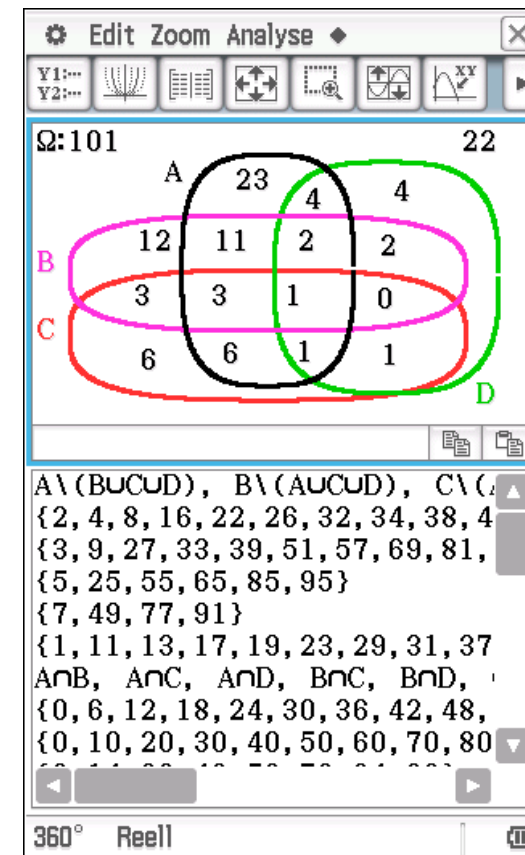 Edit Zoom Analyse
Y1:… XY
Y2:…
Ω:101 22
A 23 4 4
B 12 11 2 2
C 3 3 1 0
6 6 1 1
D
A\(B∪C∪D), B\(A∪C∪D), C\(
{2,4,8,16,22,26,32,34,38,4
{3,9,27,33,39,51,57,69,81,
{5,25,55,65,85,95}
{7,49,77,91}
{1,11,13,17,19,23,29,31,37
A∩B, A∩C, A∩D, B∩C, B∩D,
{0,6,12,18,24,30,36,42,48,
{0,10,20,30,40,50,60,70,80
360° Reell